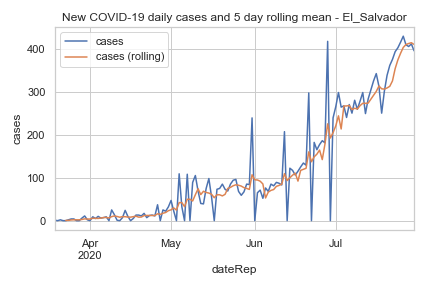 New COVID-19 daily cases and 5 day rolling mean - El_Salvador
cases
cases (rolling)
400
300
200
100
0
cases
Apr
2020
May
Jun
Jul
dateRep